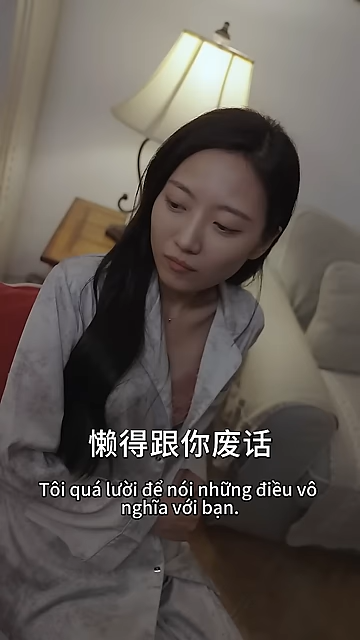 懒得跟你废话
Tôi quá lười để nói những điều vô
nghĩa với bạn.